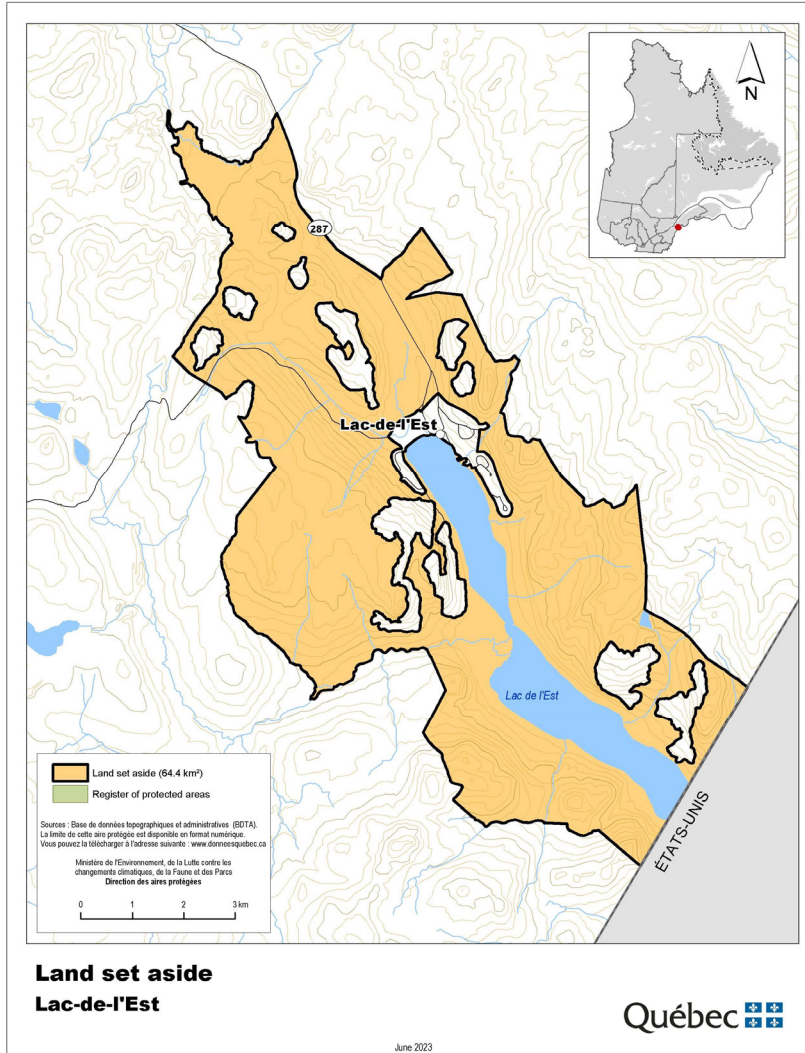 N
287
Lac-de-l'Est
Lac de l'Est
ÉTATS-UNIS
Land set aside (64.4 km²)
Register of protected areas
Sources : Base de données topographiques et administratives (BDTA).
La limite de cette aire protégée est disponible en format numérique.
Vous pouvez la télécharger à l'adresse suivante : www.donneesquebec.ca
Ministère de l'Environnement, de la Lutte contre les
changements climatiques, de la Faune et des Parcs
Direction des aires protégées
0 1 2 3 km
Land set aside
Lac-de-l'Est
Québec
June 2023